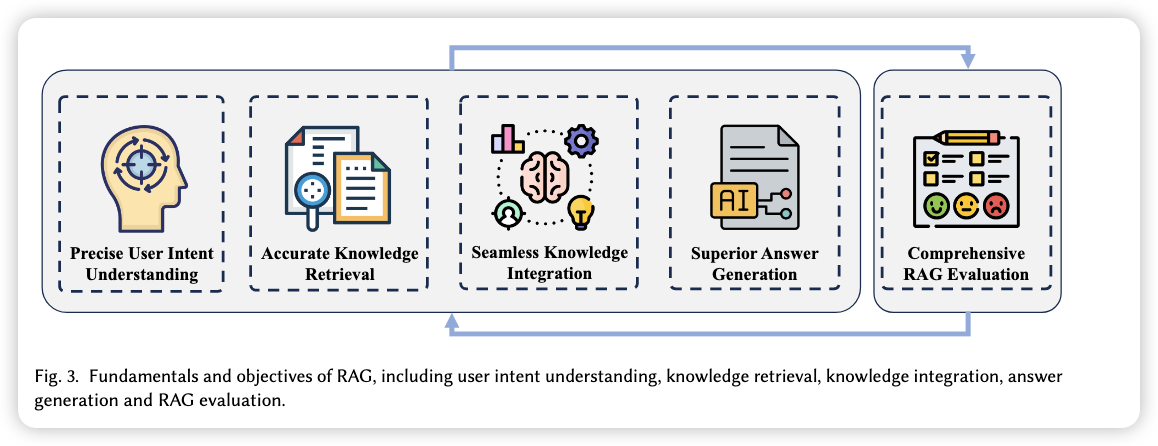 AI
Precise User Intent
Understanding
Accurate Knowledge
Retrieval
Seamless Knowledge
Integration
Superior Answer
Generation
Comprehensive
RAG Evaluation
Fig. 3. Fundamentals and objectives of RAG, including user intent understanding, knowledge retrieval, knowledge integration, answer
generation and RAG evaluation.